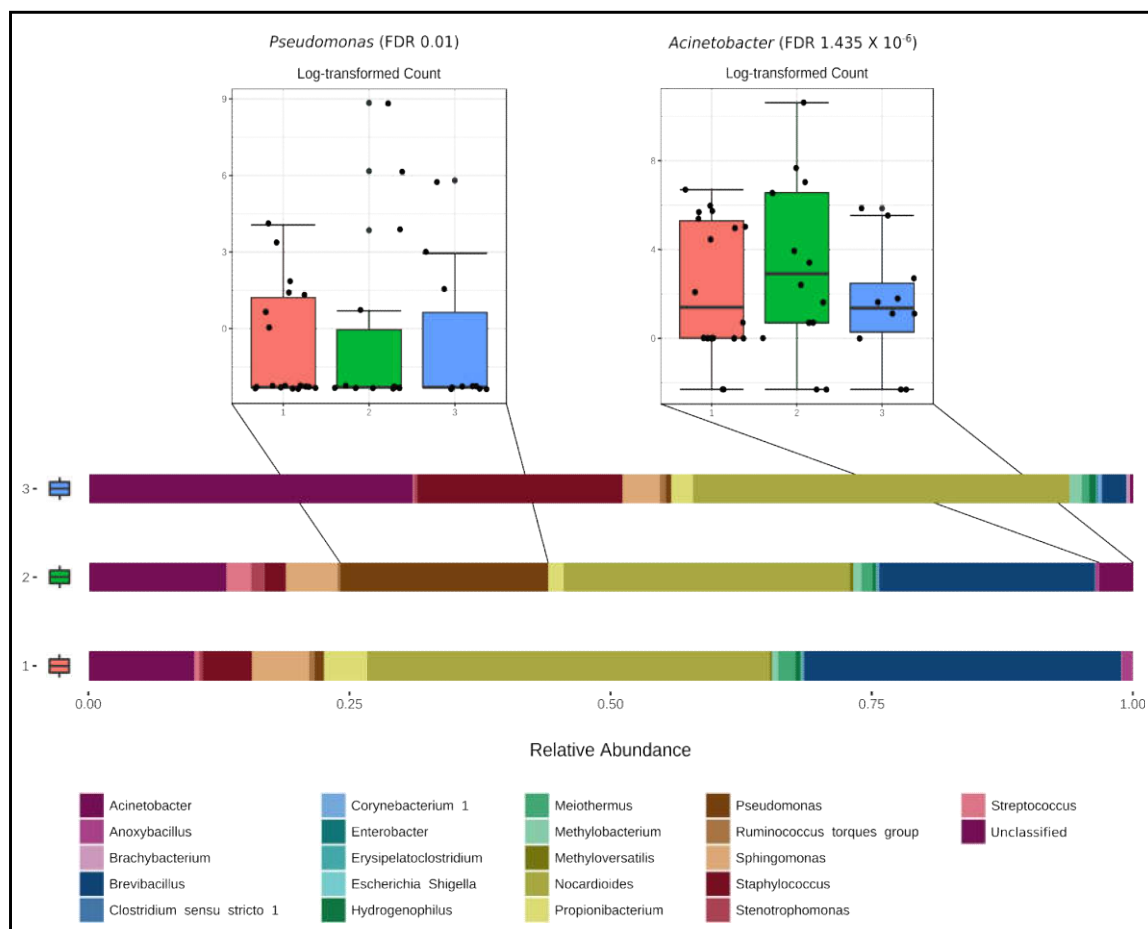 Pseudomonas (FDR 0.01)
Acinetobacter (FDR 1.435 X 10⁻⁶)
Log-transformed Count
Log-transformed Count
9
6
3
0
1 2 3
8
4
0
1 2 3
3
2
1
0.00 0.25 0.50 0.75 1.00
Relative Abundance
Acinetobacter
Anoxybacillus
Brachybacterium
Brevibacillus
Clostridium sensu stricto 1
Corynebacterium 1
Enterobacter
Erysipelatoclostridium
Escherichia Shigella
Hydrogenophilus
Meiothermus
Methylobacterium
Methyloversatilis
Nocardioides
Propionibacterium
Pseudomonas
Ruminococcus torques group
Sphingomonas
Staphylococcus
Stenotrophomonas
Streptococcus
Unclassified